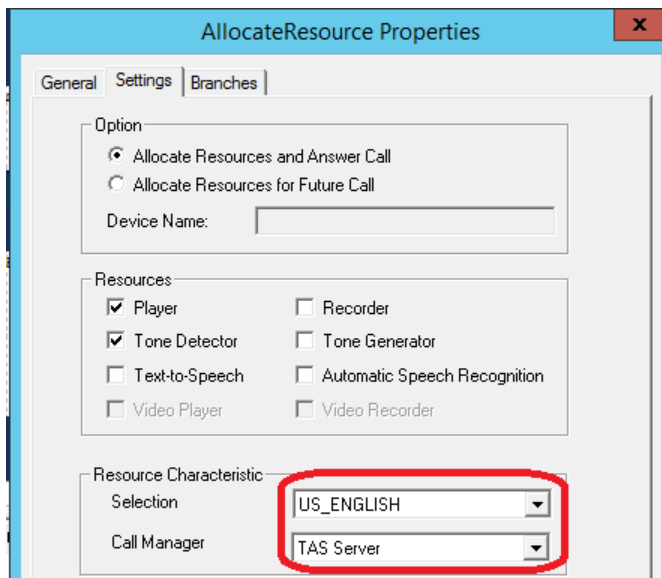 AllocateResource Properties
x
General Settings Branches
Option
Allocate Resources and Answer Call
Allocate Resources for Future Call
Device Name:
Resources
Player Recorder
Tone Detector Tone Generator
Text-to-Speech Automatic Speech Recognition
Video Player Video Recorder
Resource Characteristic
Selection US_ENGLISH
Call Manager TAS Server